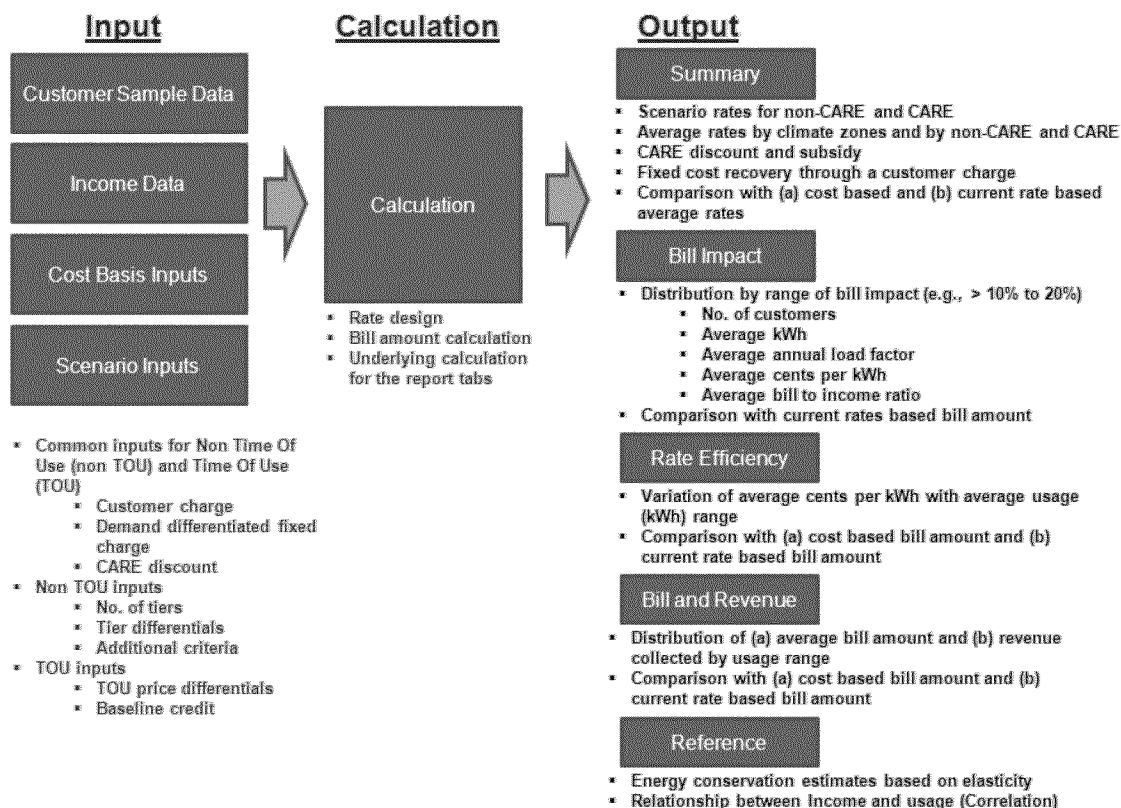 Input
Customer Sample Data
Income Data
Cost Basis Inputs
Scenario Inputs
▪ Common inputs for Non Time Of
Use (non TOU) and Time Of Use
(TOU)
▪ Customer charge
▪ Demand differentiated fixed
charge
▪ CARE discount
▪ Non TOU inputs
▪ No. of tiers
▪ Tier differentials
▪ Additional criteria
▪ TOU inputs
▪ TOU price differentials
▪ Baseline credit
Calculation
Calculation
▪ Rate design
▪ Bill amount calculation
▪ Underlying calculation
for the report tabs
Output
Summary
▪ Scenario rates for non-CARE and CARE
▪ Average rates by climate zones and by non-CARE and CARE
▪ CARE discount and subsidy
▪ Fixed cost recovery through a customer charge
▪ Comparison with (a) cost based and (b) current rate based
average rates
Bill Impact
▪ Distribution by range of bill impact (e.g., > 10% to 20%)
▪ No. of customers
▪ Average kWh
▪ Average annual load factor
▪ Average cents per kWh
▪ Average bill to income ratio
▪ Comparison with current rates based bill amount
Rate Efficiency
▪ Variation of average cents per kWh with average usage
(kWh) range
▪ Comparison with (a) cost based bill amount and (b)
current rate based bill amount
Bill and Revenue
▪ Distribution of (a) average bill amount and (b) revenue
collected by usage range
▪ Comparison with (a) cost based bill amount and (b)
current rate based bill amount
Reference
▪ Energy conservation estimates based on elasticity
▪ Relationship between Income and usage (Correlation)